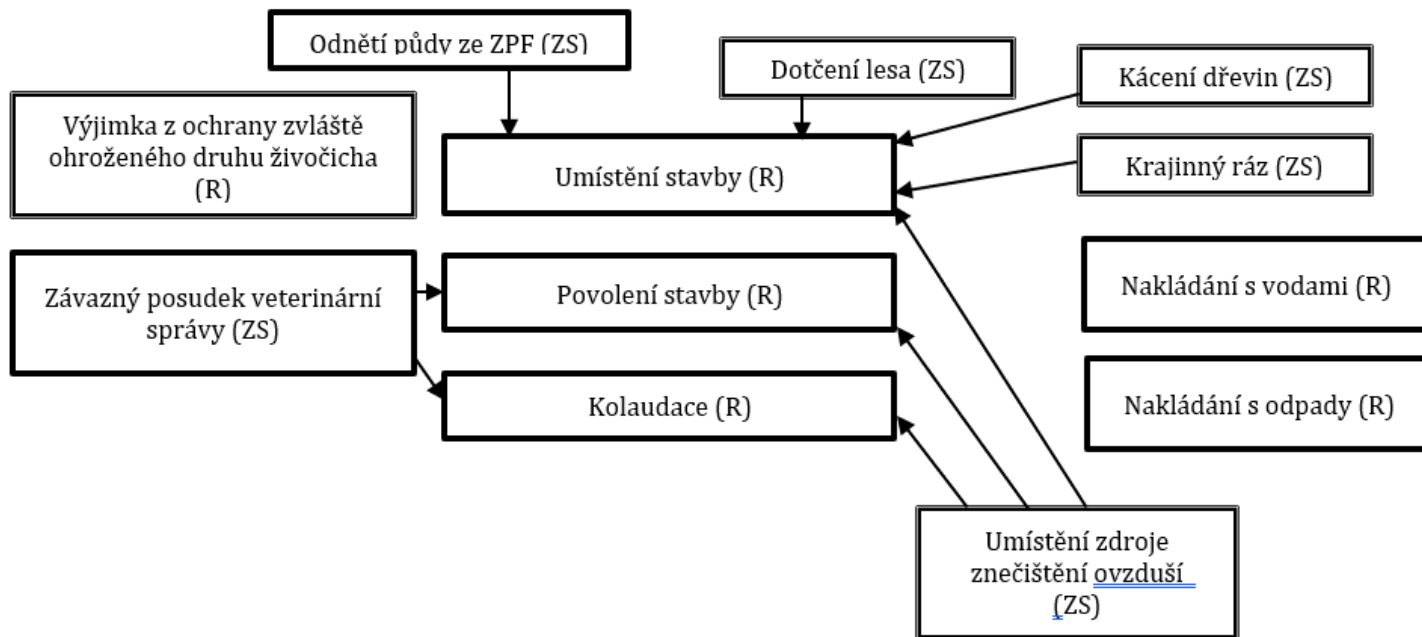 Odnětí půdy ze ZPF (ZS)
Dotčení lesa (ZS)
Kácení dřevin (ZS)
Výjimka z ochrany zvláště
ohroženého druhu živočicha
(R)
Umístění stavby (R)
Krajinný ráz (ZS)
Závazný posudek veterinární
správy (ZS)
Povolení stavby (R)
Nakládání s vodami (R)
Kolaudace (R)
Nakládání s odpady (R)
Umístění zdroje
znečištění ovzduší
(ZS)